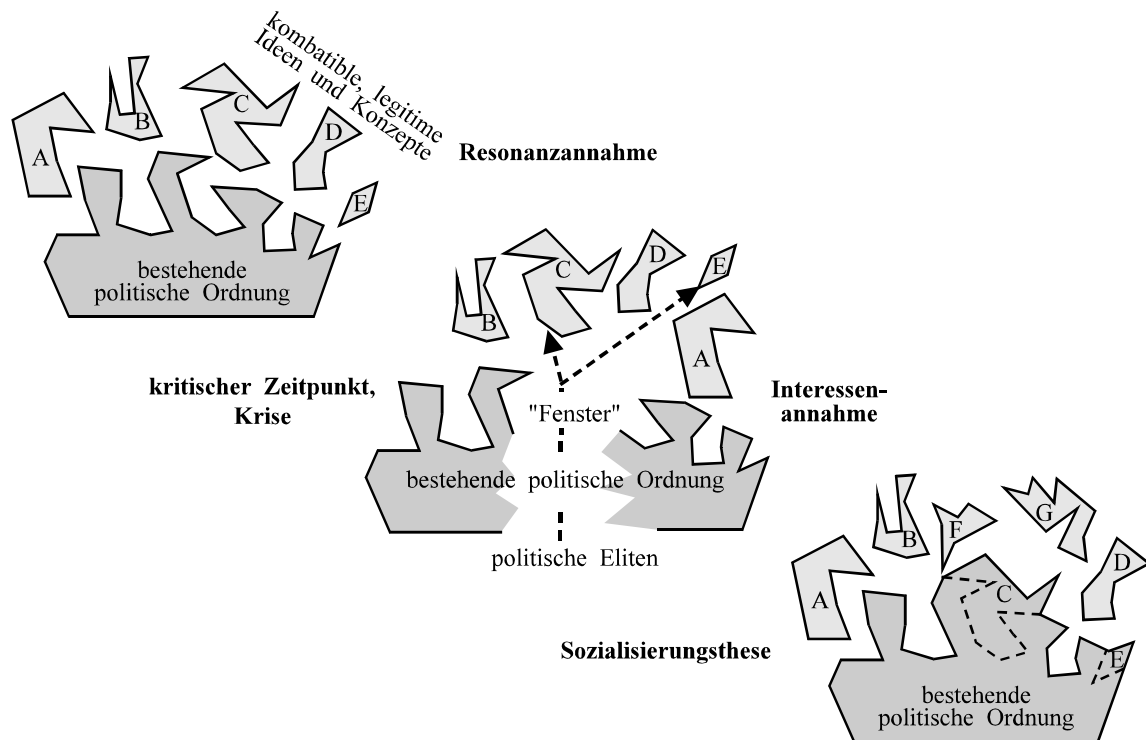 kombatible, legitime
Ideen und Konzepte
A
B
C
D
E
Resonanzannahme
bestehende
politische Ordnung
B
C
D
E
A
kritischer Zeitpunkt,
Krise
"Fenster"
Interessen-
annahme
bestehende politische Ordnung
politische Eliten
A
B
F
G
C
D
E
Sozialisierungsthese
bestehende
politische Ordnung